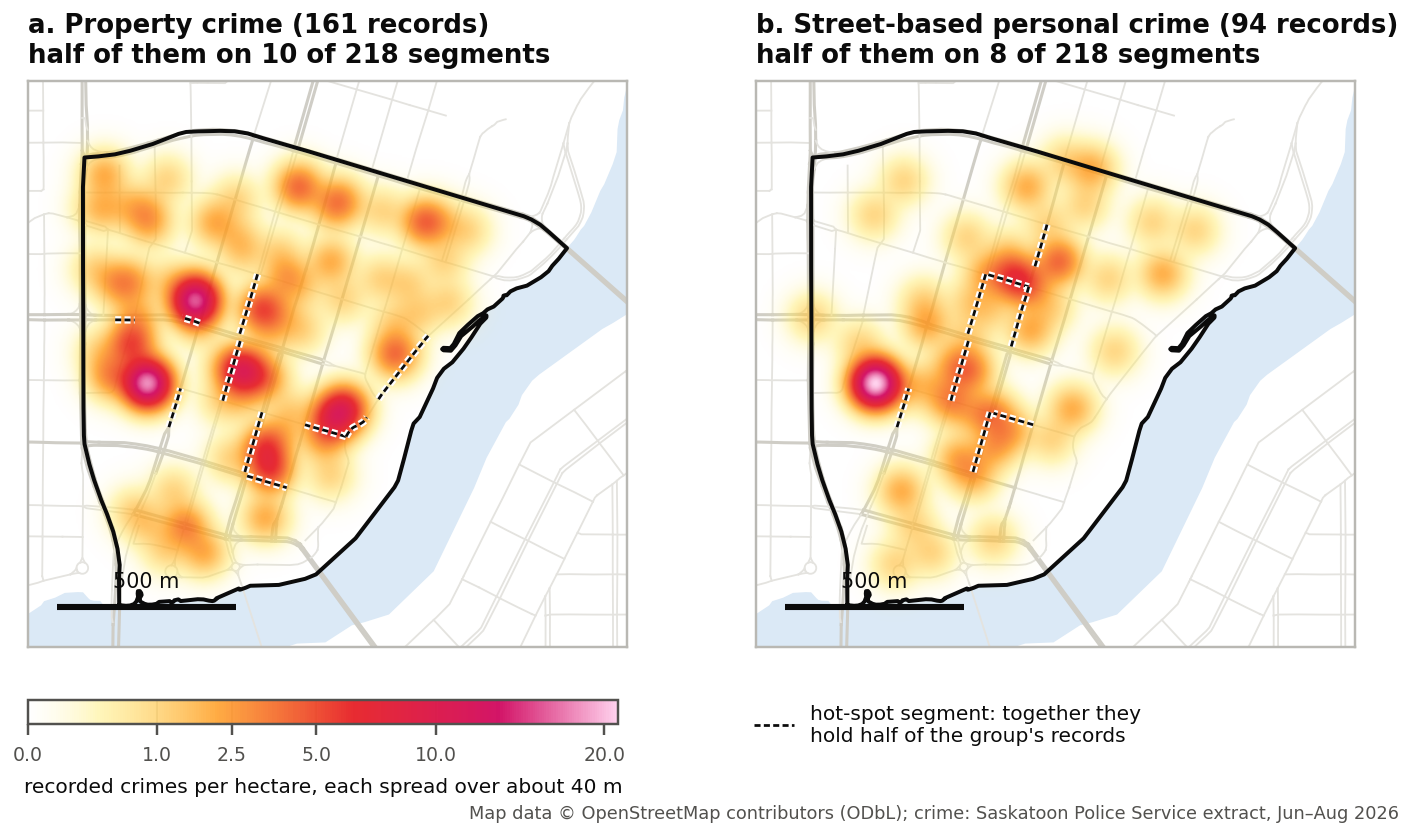 a. Property crime (161 records)
half of them on 10 of 218 segments
b. Street-based personal crime (94 records)
half of them on 8 of 218 segments
500 m
500 m
0.0 1.0 2.5 5.0 10.0 20.0
recorded crimes per hectare, each spread over about 40 m
hot-spot segment: together they
hold half of the group's records
Map data © OpenStreetMap contributors (ODbL); crime: Saskatoon Police Service extract, Jun–Aug 2026